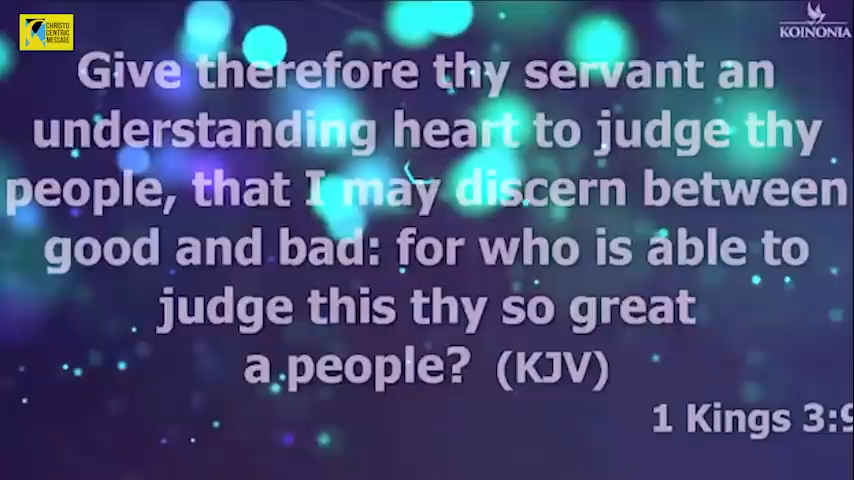 CHRISTO
CENTRIC
MESSAGE
KOINONIA
Give therefore thy servant an
understanding heart to judge thy
people, that I may discern between
good and bad: for who is able to
judge this thy so great
a people? (KJV)
1 Kings 3:9